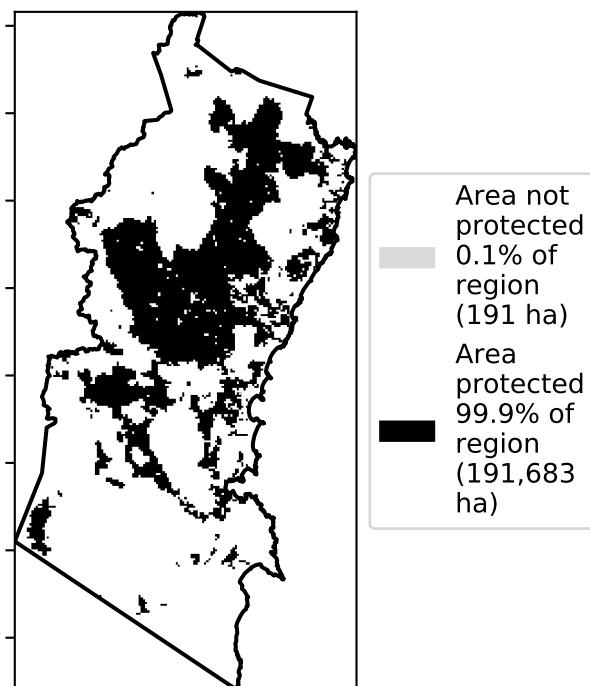 Area not
protected
0.1% of
region
(191 ha)
Area
protected
99.9% of
region
(191,683
ha)